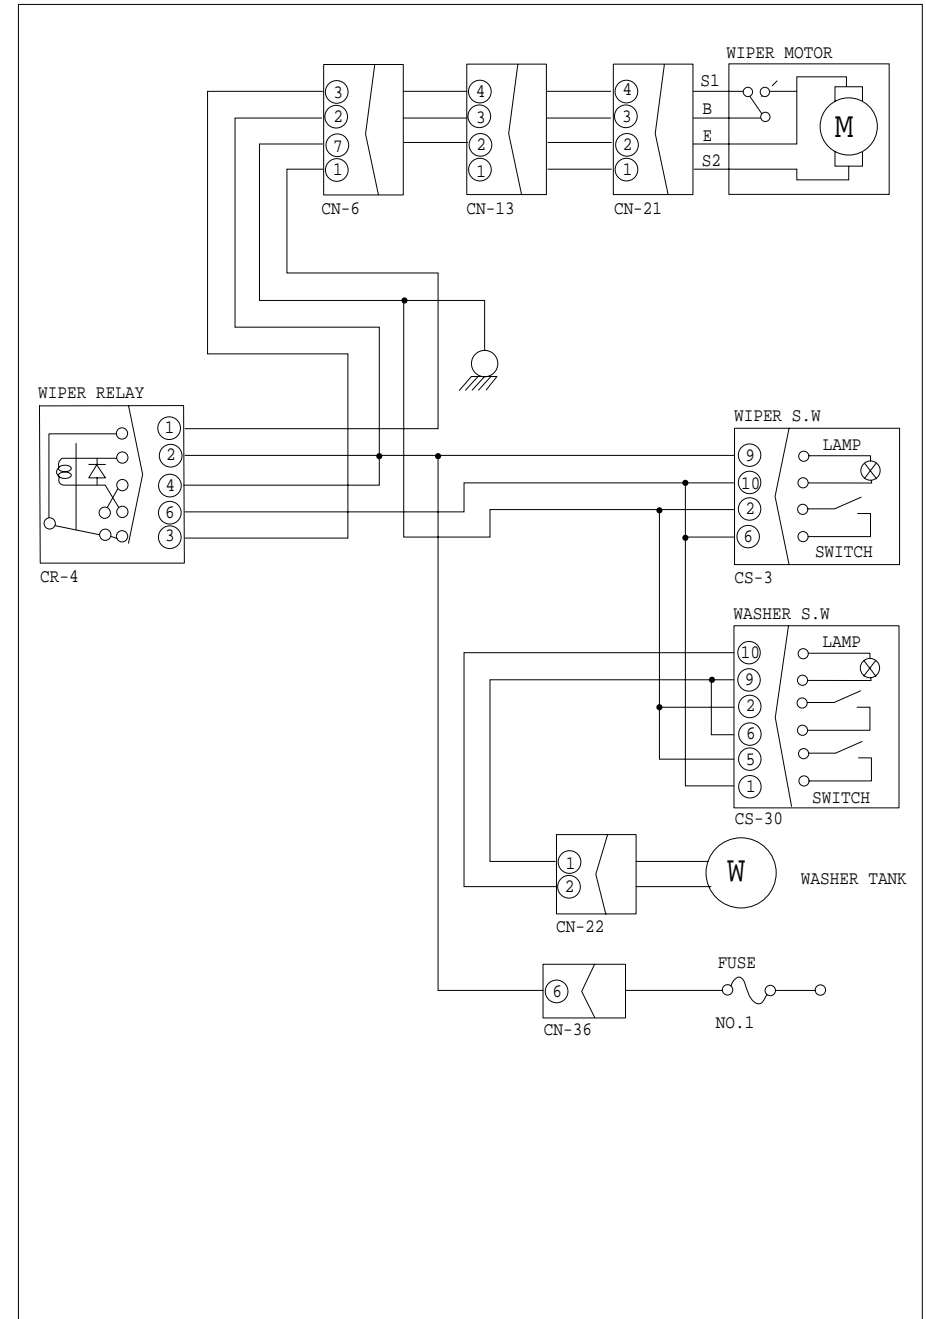 WIPER MOTOR
3
2
7
1
CN-6
4
3
2
1
CN-13
4
3
2
1
CN-21
S1
B
E
S2
M
WIPER RELAY
1
2
4
6
3
CR-4
WIPER S.W
9
10
2
6
LAMP
SWITCH
CS-3
WASHER S.W
10
9
2
6
5
1
LAMP
SWITCH
CS-30
1
2
CN-22
W
WASHER TANK
6
CN-36
FUSE
NO.1